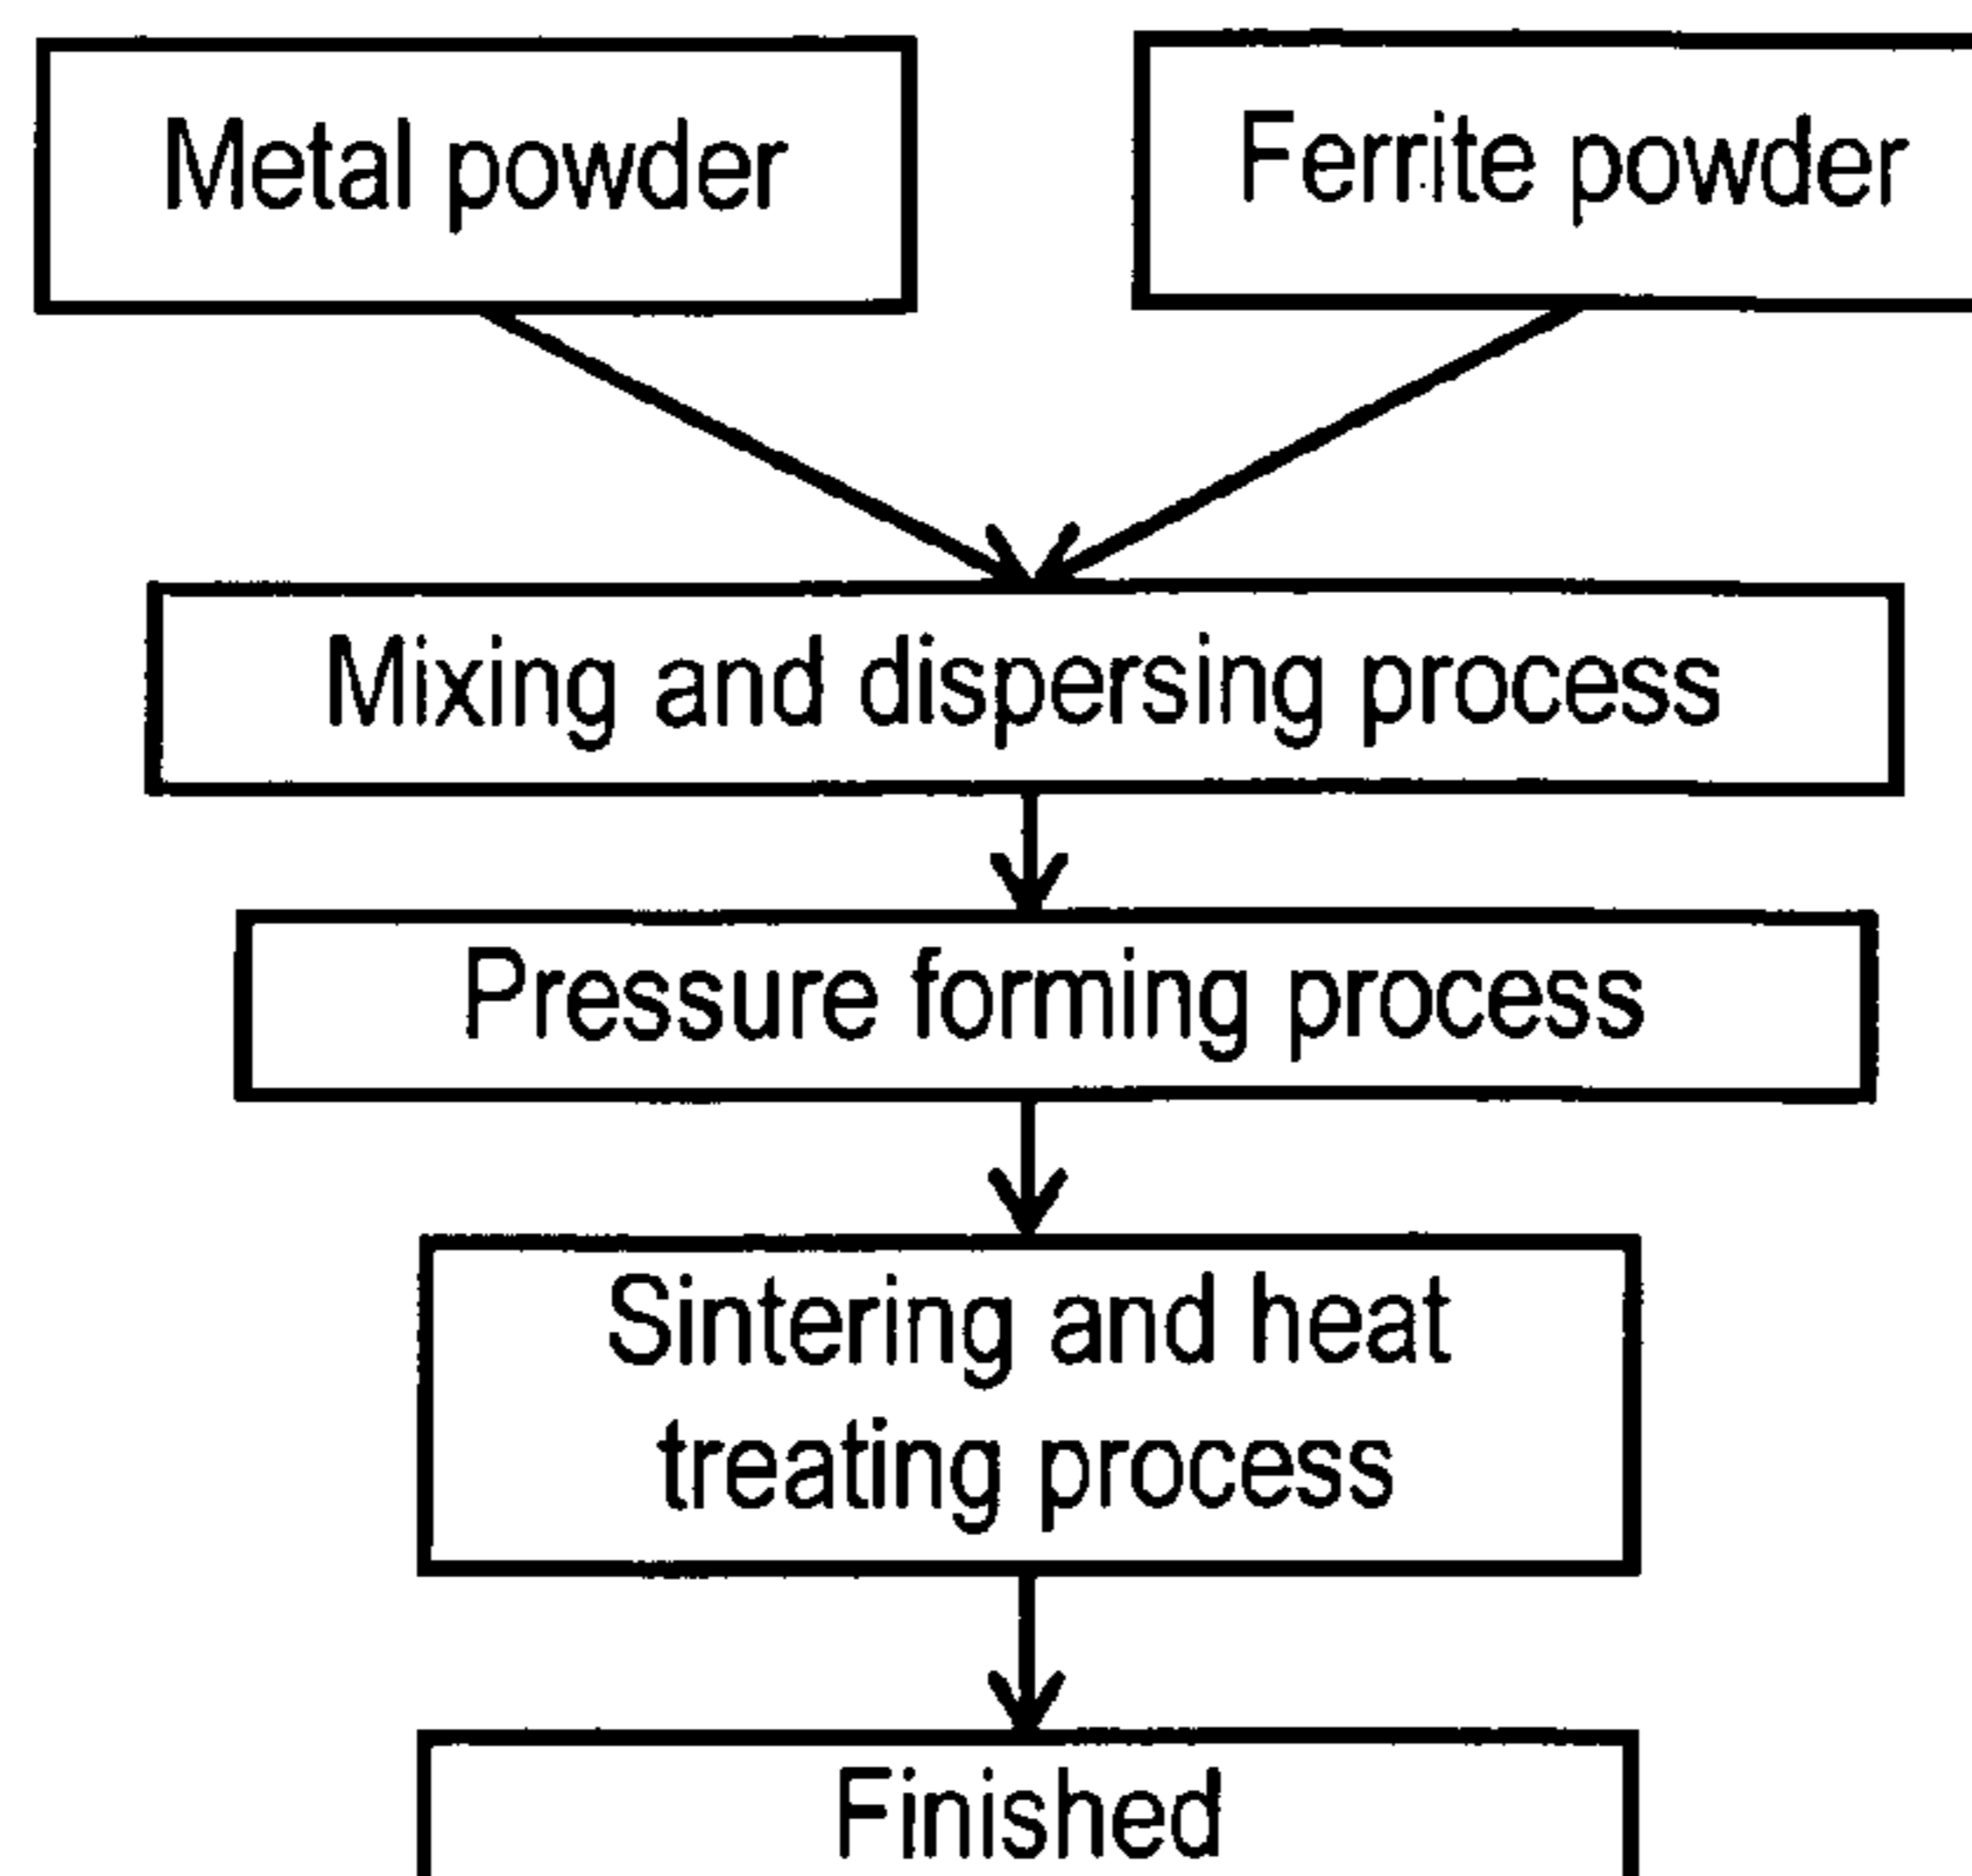 Metal powder
Ferrite powder
Mixing and dispersing process
Pressure forming process
Sintering and heat
treating process
Finished